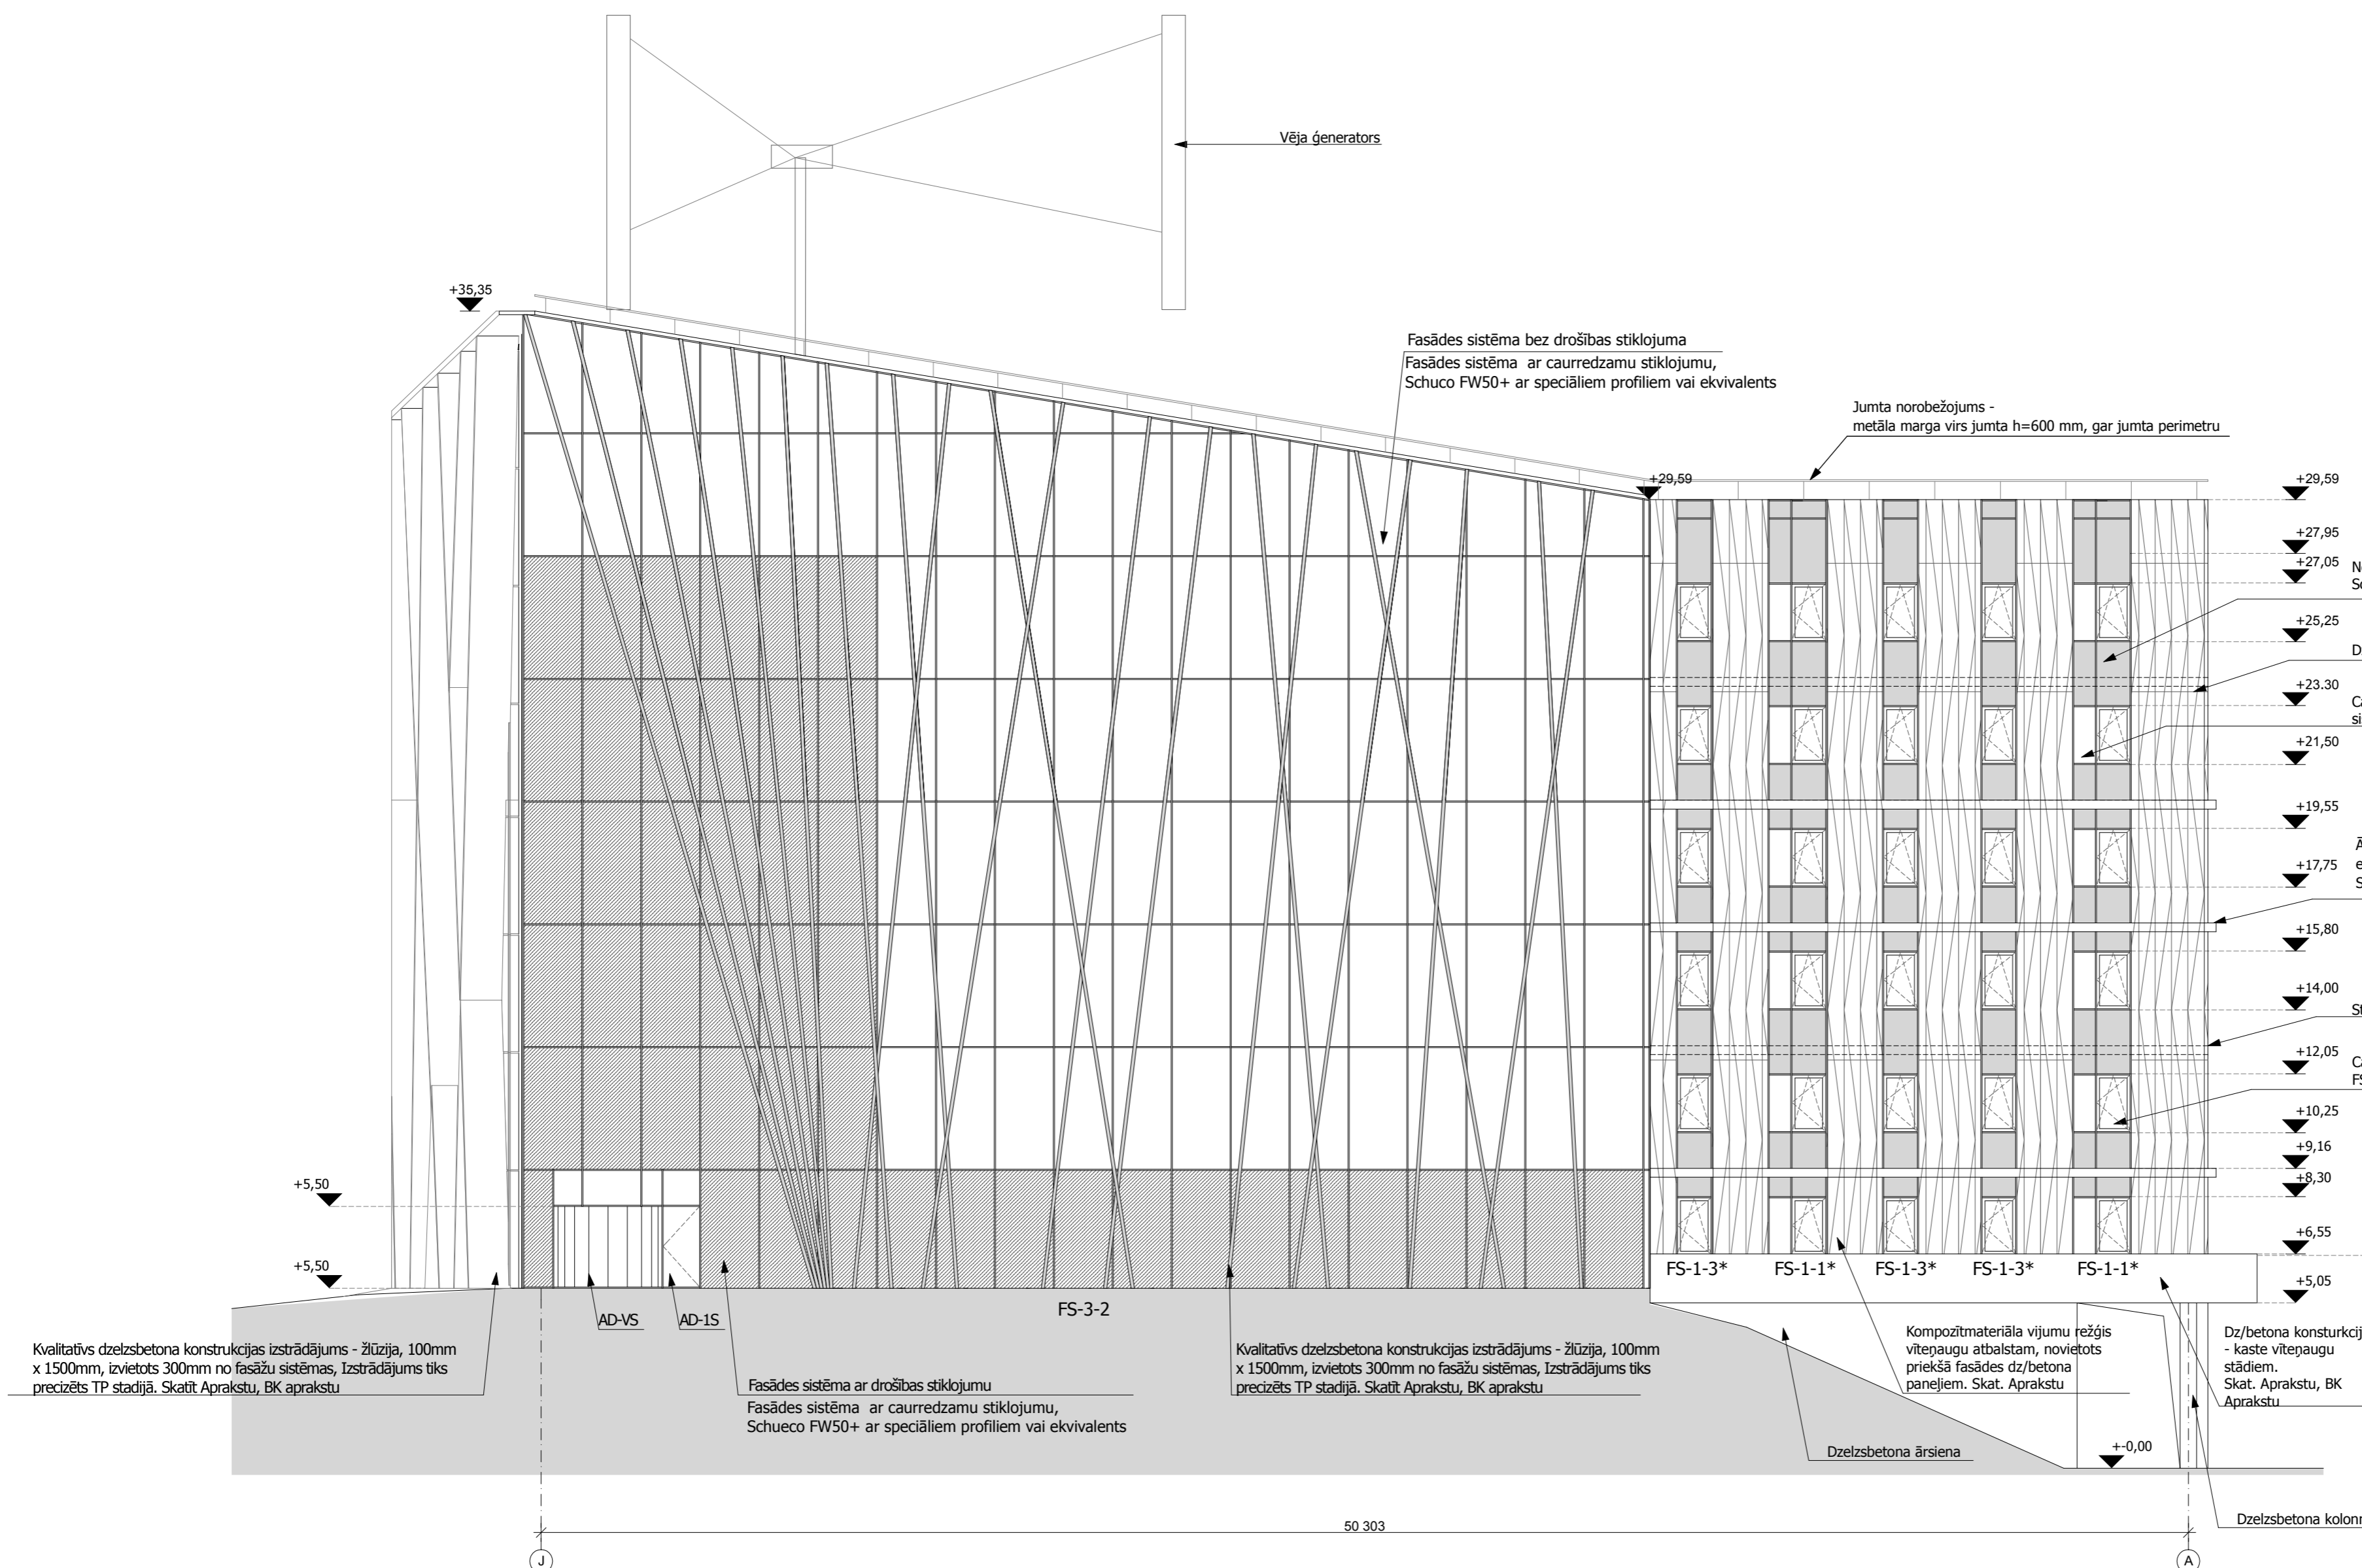 Vēja ģenerators
+35,35
Fasādes sistēma bez drošības stiklojuma
Fasādes sistēma ar caurredzamu stiklojumu,
Schuco FW50+ ar speciāliem profiliem vai ekvivalents
Jumta norobežojums -
metāla marga virs jumta h=600 mm, gar jumta perimetru
+29,59
+29,59
+27,95
+27,05
+25,25
+23.30
+21,50
+19,55
+17,75
+15,80
+14,00
+12,05
+10,25
+9,16
+8,30
+6,55
+5,05
+5,50
+5,50
FS-1-3*
FS-1-1*
FS-1-3*
FS-1-3*
FS-1-1*
FS-3-2
AD-VS
AD-1S
Kvalitatīvs dzelzsbetona konstrukcijas izstrādājums - žlūzija, 100mm
x 1500mm, izvietots 300mm no fasāžu sistēmas, Izstrādājums tiks
precizēts TP stadijā. Skatīt Aprakstu, BK aprakstu
Fasādes sistēma ar drošības stiklojumu
Fasādes sistēma ar caurredzamu stiklojumu,
Schueco FW50+ ar speciāliem profiliem vai ekvivalents
Kvalitatīvs dzelzsbetona konstrukcijas izstrādājums - žlūzija, 100mm
x 1500mm, izvietots 300mm no fasāžu sistēmas, Izstrādājums tiks
precizēts TP stadijā. Skatīt Aprakstu, BK aprakstu
Kompozītmateriāla vijumu režģis
vīteņaugu atbalstam, novietots
priekšā fasādes dz/betona
paneļiem. Skat. Aprakstu
Dz/betona konsturkcij
- kaste vīteņaugu
stādiem.
Skat. Aprakstu, BK
Aprakstu
Dzelzsbetona ārsiena
+-0,00
Dzelzsbetona kolon
50 303
J
A